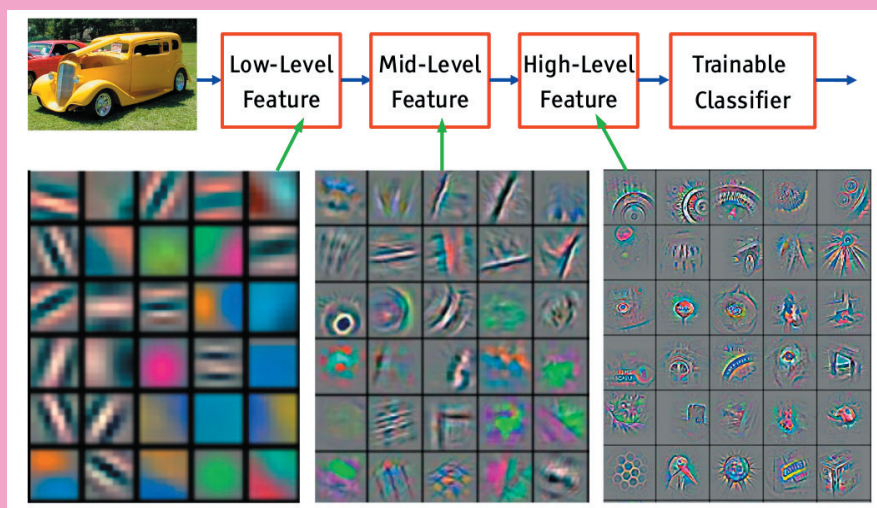 Low-Level
Feature
Mid-Level
Feature
High-Level
Feature
Trainable
Classifier